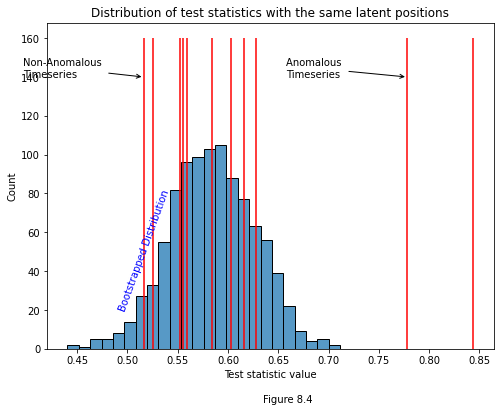 Distribution of test statistics with the same latent positions
160
140
120
100
80
60
40
20
0
Count
Non-Anomalous
Timeseries
Anomalous
Timeseries
Bootstrapped Distribution
0.45 0.50 0.55 0.60 0.65 0.70 0.75 0.80 0.85
Test statistic value
Figure 8.4